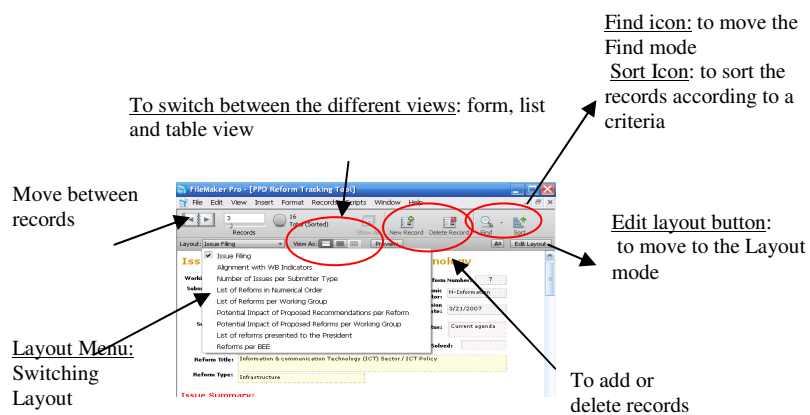 Find icon: to move the
Find mode
Sort Icon: to sort the
records according to a
criteria
To switch between the different views: form, list
and table view
Move between
records
FileMaker Pro - [PPD Reform Tracking Tool]
File Edit View Insert Format Records Scripts Window Help
3
16
Total (Sorted)
Records
New Record Delete Record Find Sort
Layout: Issue Filing View As: Preview Edit Layout
Edit layout button:
to move to the Layout
mode
Issue Filing
Alignment with WB Indicators
Number of Issues per Submitter Type
List of Refoms in Numerical Order
List of Reforms per Working Group
Potential Impact of Proposed Recommendations per Reform
Potential Impact of Proposed Reforms per Working Group
List of reforms presented to the President
Reforms per BEE
7
N-Information
3/21/2007
Current agenda
Solved:
Layout Menu:
Switching
Layout
Reform Title: Information & communication Technology (ICT) Sector / ICT Policy
Reform Type: Infrastructure
Issue Summary:
To add or
delete records